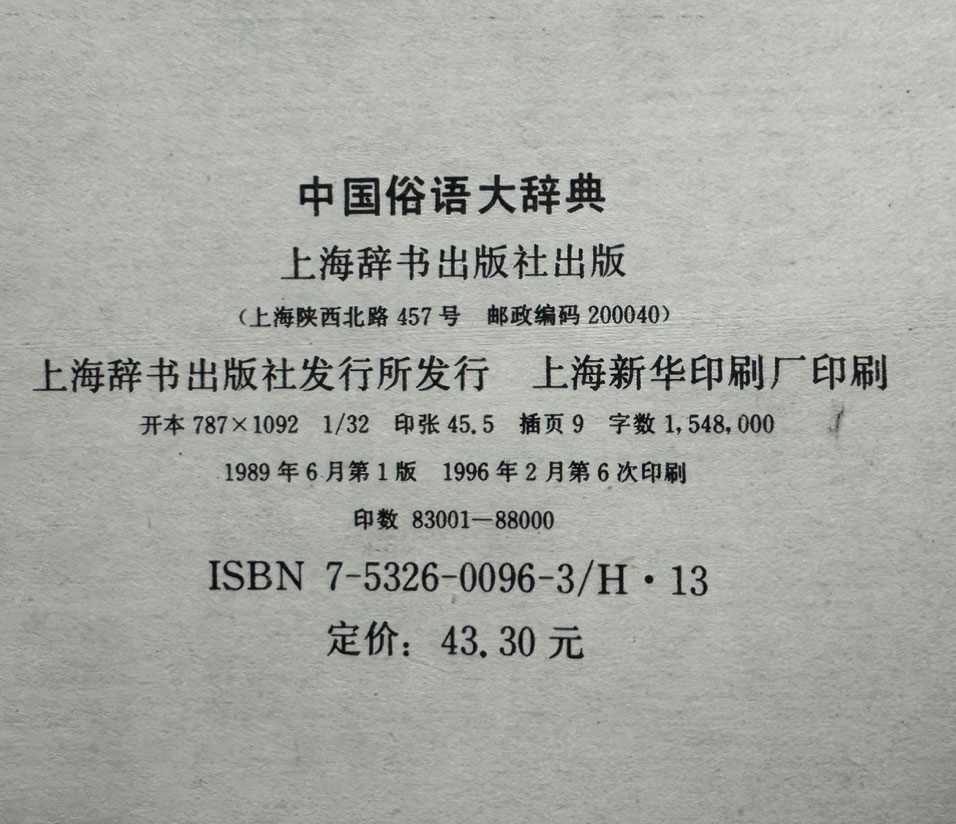 中国俗语大辞典
上海辞书出版社出版
（上海陕西北路 457 号　邮政编码 200040）
上海辞书出版社发行所发行　上海新华印刷厂印刷
开本 787×1092　1/32　印张 45.5　插页 9　字数 1,548,000
1989 年 6 月第 1 版　1996 年 2 月第 6 次印刷
印数 83001—88000
ISBN 7-5326-0096-3/H·13
定价：43.30 元